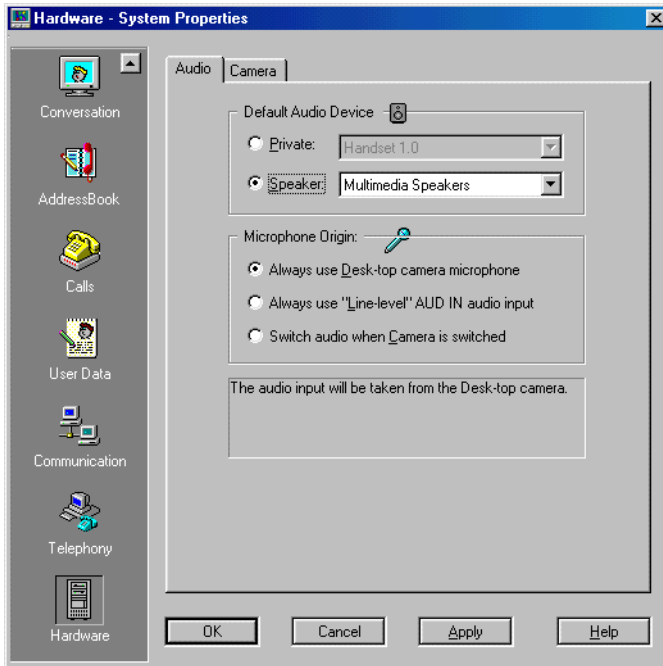 Hardware - System Properties
Conversation
AddressBook
Calls
User Data
Communication
Telephony
Hardware
Audio
Camera
Default Audio Device
Private:
Handset 1.0
Speaker:
Multimedia Speakers
Microphone Origin:
Always use Desk-top camera microphone
Always use "Line-level" AUD IN audio input
Switch audio when Camera is switched
The audio input will be taken from the Desk-top camera.
OK
Cancel
Apply
Help